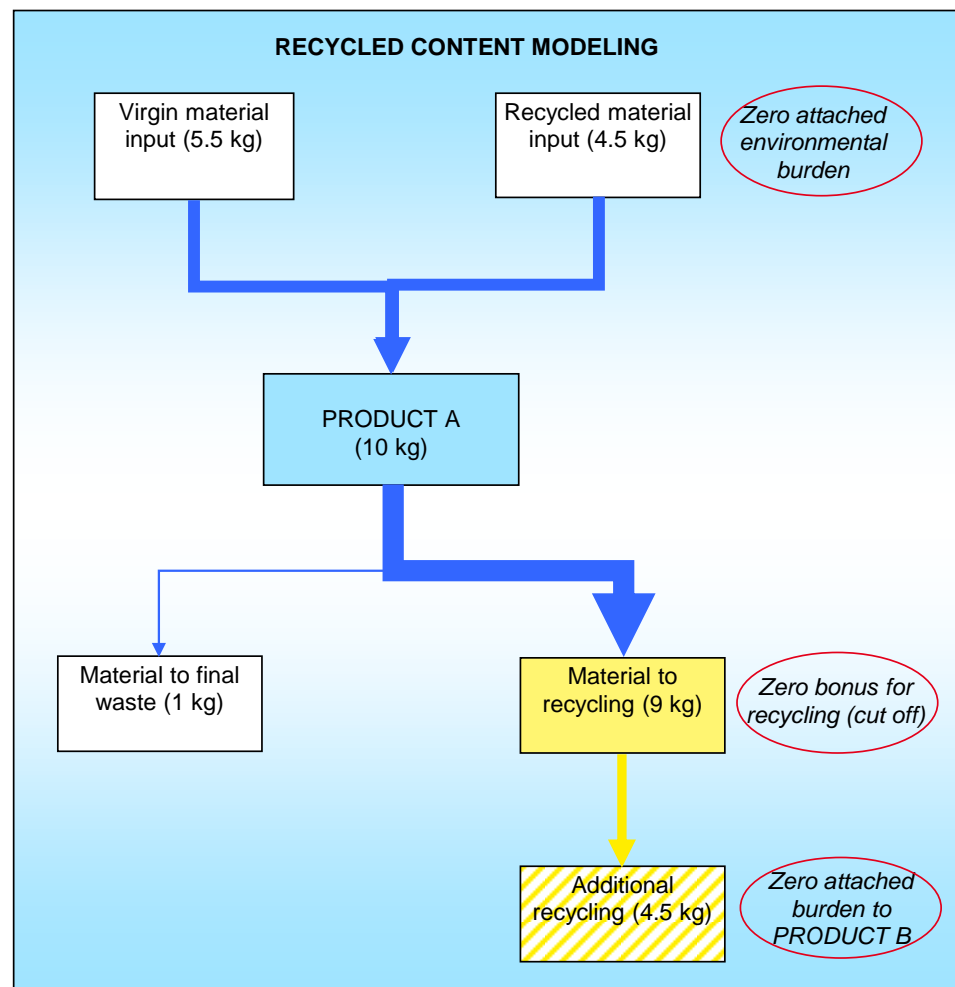 RECYCLED CONTENT MODELING
Virgin material
input (5.5 kg)
Recycled material
input (4.5 kg)
Zero attached
environmental
burden
PRODUCT A
(10 kg)
Material to final
waste (1 kg)
Material to
recycling (9 kg)
Zero bonus for
recycling (cut off)
Additional
recycling (4.5 kg)
Zero attached
burden to
PRODUCT B